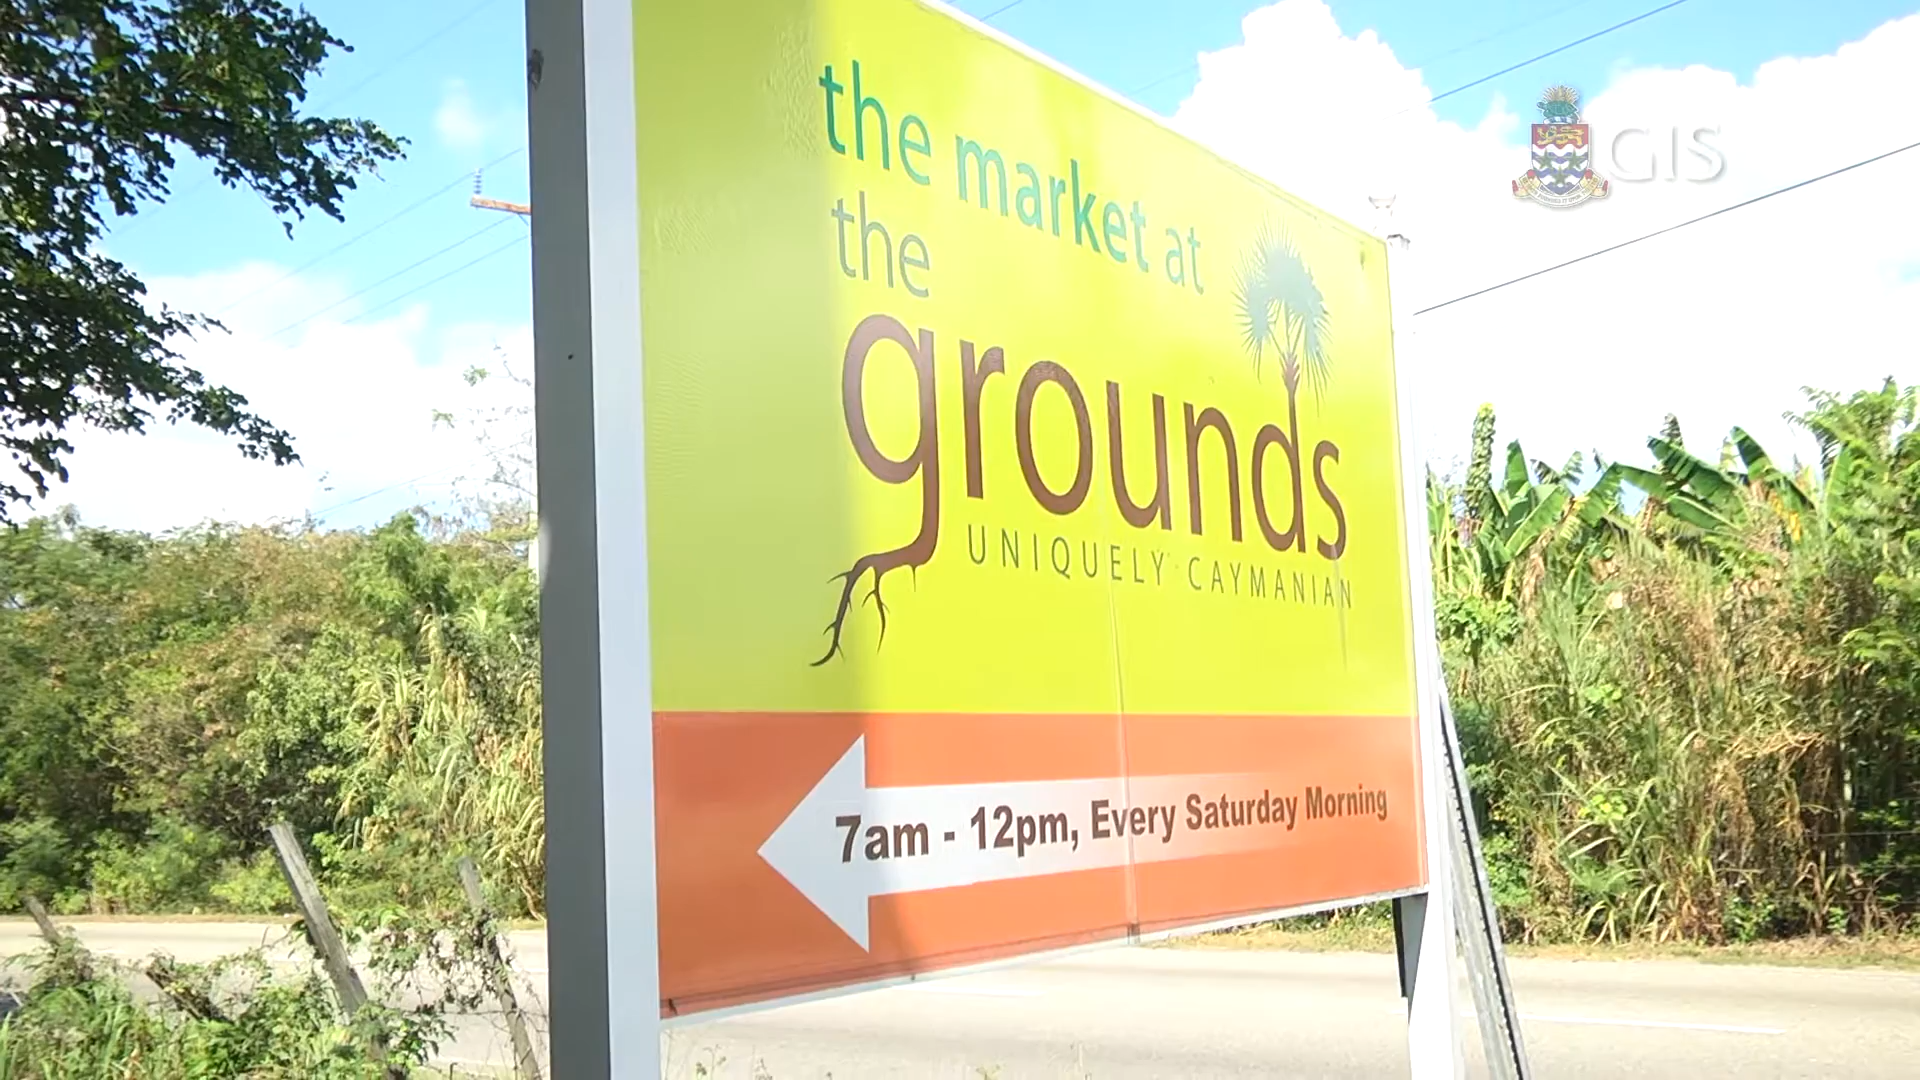 the market at
the
grounds
UNIQUELY CAYMANIAN
7am - 12pm, Every Saturday Morning
GIS